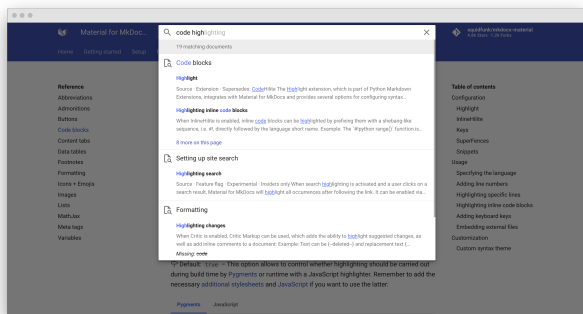 Material for MkDoc...
code highlighting
squidfunk/mkdocs-material
Home Getting started Setup
19 matching documents
Code blocks
Highlight
Source · Extension · Supersedes: CodeHilite The Highlight extension, which is part of Python Markdown
Extensions, integrates with Material for MkDocs and provides several options for configuring syntax...
Highlighting inline code blocks
When InlineHilite is enabled, inline code blocks can be highlighted by prefixing them with a shebang-like
sequence, i.e. #!, directly followed by the language short name. Example: The `#!python range()` function is...
8 more on this page
Setting up site search
Highlighting search
Source · Feature flag · Experimental · Insiders only When search highlighting is activated and a user clicks on a
search result, Material for MkDocs will highlight all occurrences after following the link. It can be enabled via...
Formatting
Highlighting changes
When Critic is enabled, Critic Markup can be used, which adds the ability to highlight suggested changes, as
well as add inline comments to a document: Example: Text can be {--deleted--} and replacement text (...
Missing: code
Reference
Abbreviations
Admonitions
Buttons
Code blocks
Content tabs
Data tables
Footnotes
Formatting
Icons + Emojis
Images
Lists
MathJax
Meta tags
Variables
Table of contents
Configuration
Highlight
InlineHilite
Keys
SuperFences
Snippets
Usage
Specifying the language
Adding line numbers
Highlighting specific lines
Highlighting inline code blocks
Adding keyboard keys
Embedding external files
Customization
Custom syntax theme
Default: true – This option allows to control whether highlighting should be carried out
during build time by Pygments or runtime with a JavaScript highlighter. Remember to add the
necessary additional stylesheets and JavaScript if you want to use the latter:
Pygments JavaScript